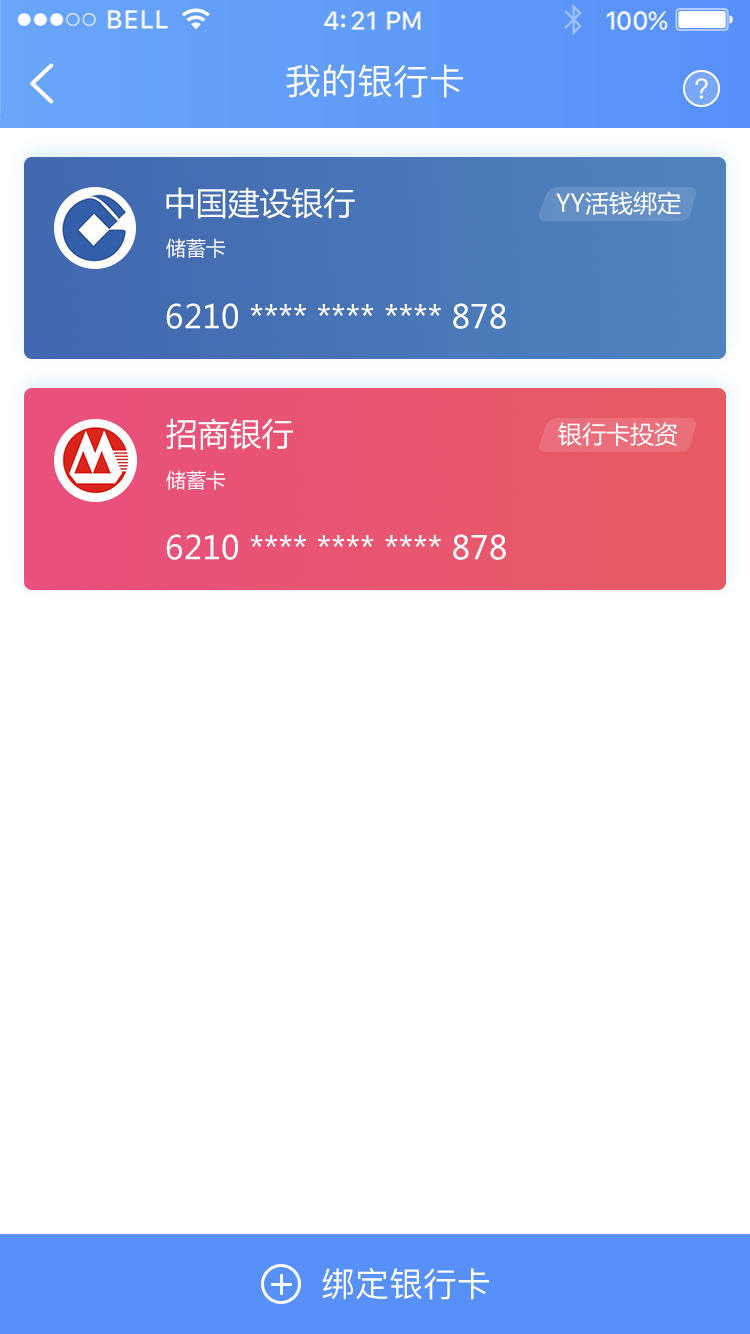 BELL 4:21 PM 100%
我的银行卡 ?
中国建设银行 YY活钱绑定
储蓄卡
6210 **** **** **** 878
招商银行 银行卡投资
储蓄卡
6210 **** **** **** 878
绑定银行卡